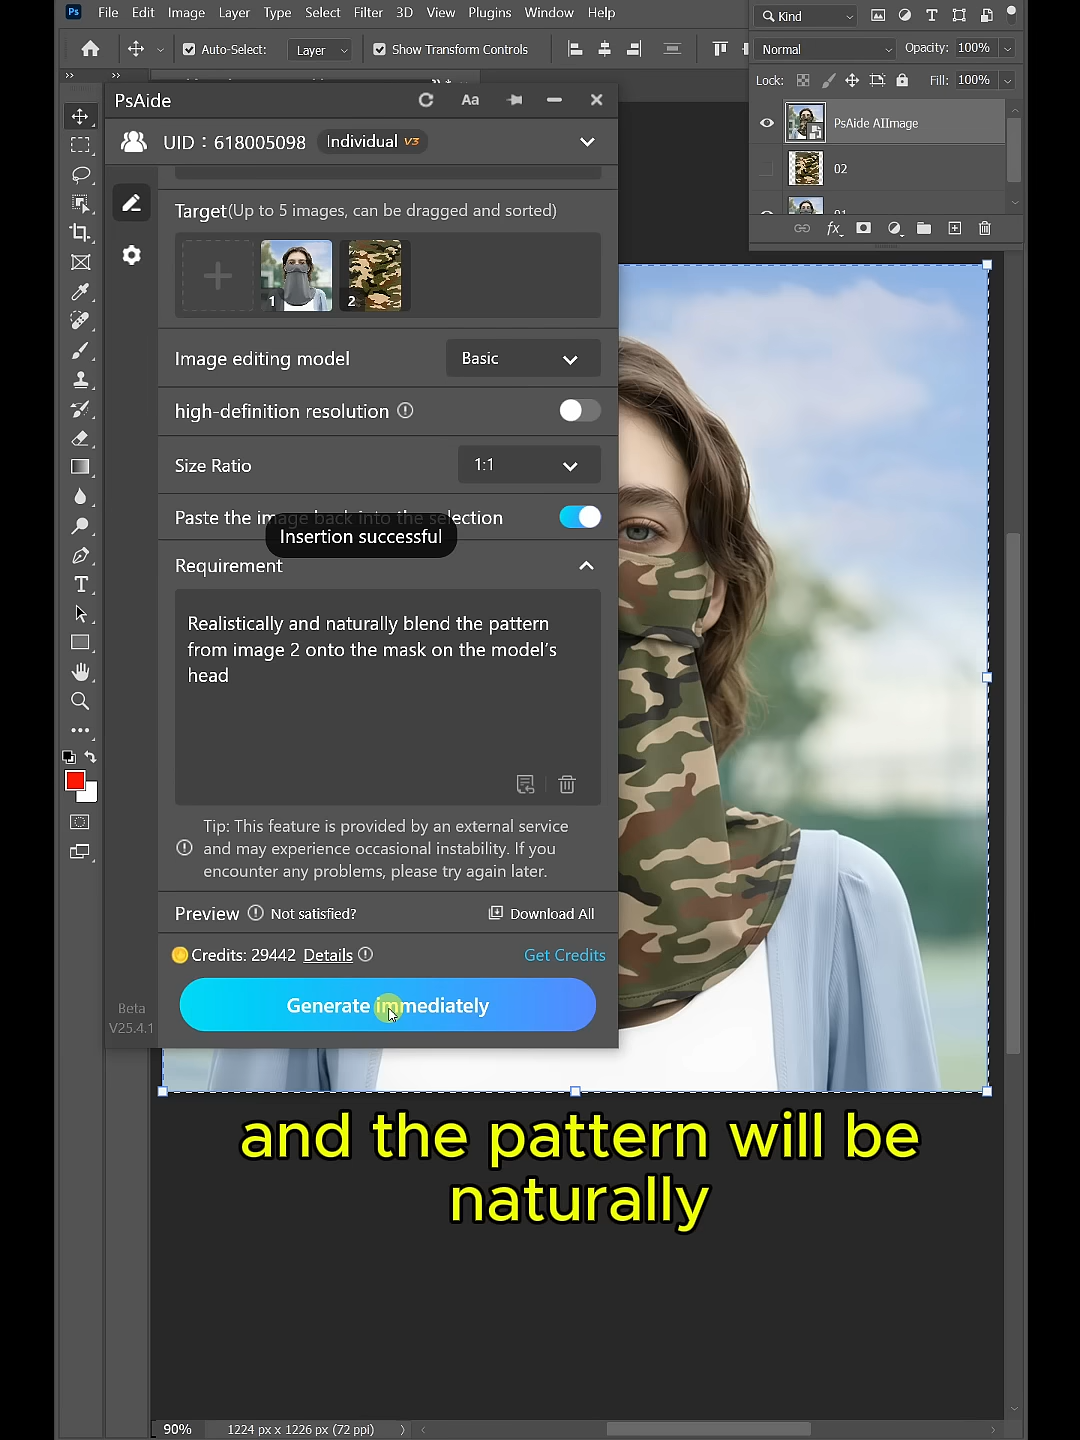 Ps File Edit Image Layer Type Select Filter 3D View Plugins Window Help
Auto-Select: Layer Show Transform Controls
Kind
Normal Opacity: 100%
Lock: Fill: 100%
PsAide AIImage
02
01
PsAide Aa
UID：618005098 Individual V3
Target(Up to 5 images, can be dragged and sorted)
1 2
Image editing model Basic
high-definition resolution
Size Ratio 1:1
Paste the image back into the selection
Insertion successful
Requirement
Realistically and naturally blend the pattern
from image 2 onto the mask on the model's
head
Tip: This feature is provided by an external service
and may experience occasional instability. If you
encounter any problems, please try again later.
Preview Not satisfied? Download All
Credits: 29442 Details Get Credits
Generate immediately
Beta
V25.4.1
and the pattern will be
naturally
90% 1224 px x 1226 px (72 ppi)